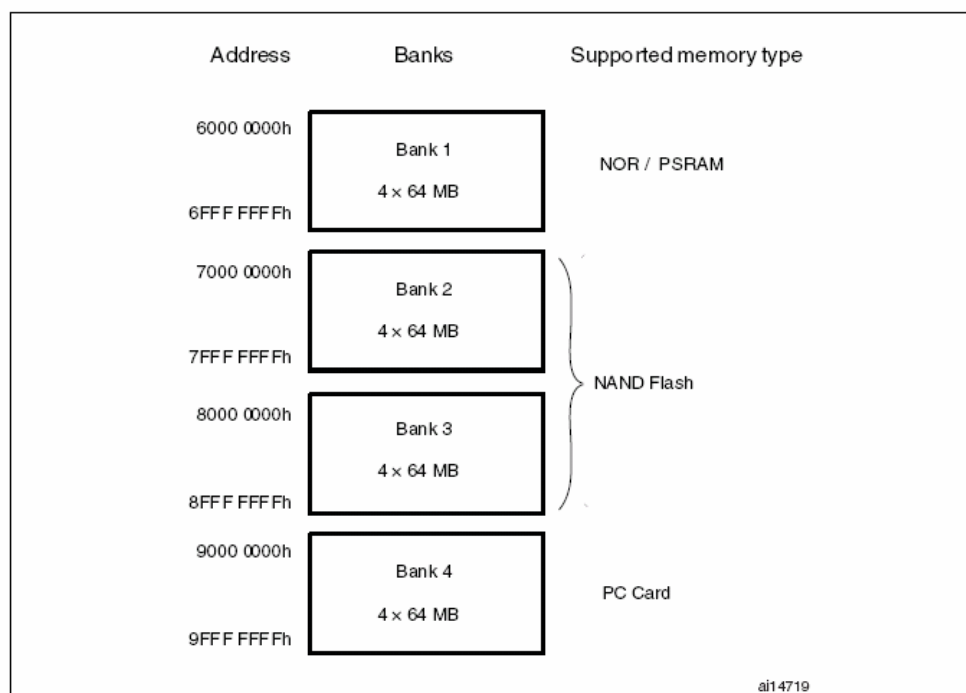 Address Banks Supported memory type
6000 0000h
Bank 1
NOR / PSRAM
4 × 64 MB
6FFF FFFFh
7000 0000h
Bank 2
4 × 64 MB
7FFF FFFFh
NAND Flash
8000 0000h
Bank 3
4 × 64 MB
8FFF FFFFh
9000 0000h
Bank 4
PC Card
4 × 64 MB
9FFF FFFFh
ai14719